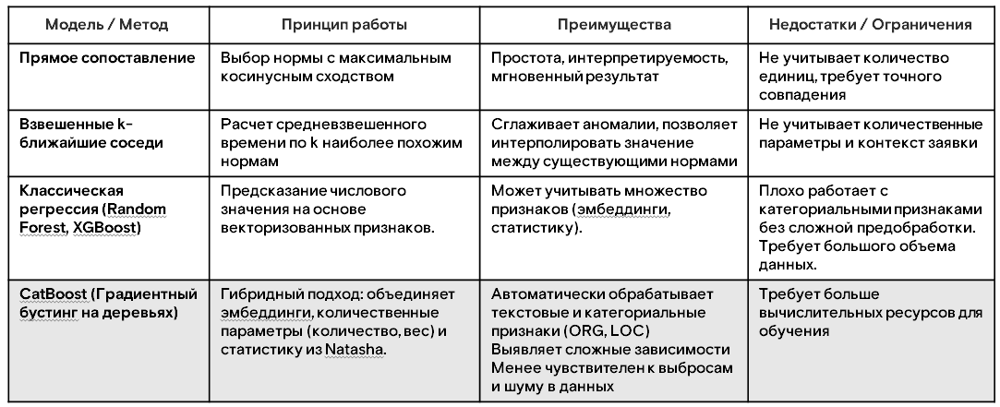 Модель / Метод
Принцип работы
Преимущества
Недостатки / Ограничения
Прямое сопоставление
Выбор нормы с максимальным
косинусным сходством
Простота, интерпретируемость,
мгновенный результат
Не учитывает количество
единиц, требует точного
совпадения
Взвешенные k-
ближайшие соседи
Расчет средневзвешенного
времени по k наиболее похожим
нормам
Сглаживает аномалии, позволяет
интерполировать значение
между существующими нормами
Не учитывает количественные
параметры и контекст заявки
Классическая
регрессия (Random
Forest, XGBoost)
Предсказание числового
значения на основе
векторизованных признаков.
Может учитывать множество
признаков (эмбеддинги,
статистику).
Плохо работает с
категориальными признаками
без сложной предобработки.
Требует большого объема
данных.
CatBoost (Градиентный
бустинг на деревьях)
Гибридный подход: объединяет
эмбеддинги, количественные
параметры (количество, вес) и
статистику из Natasha.
Автоматически обрабатывает
текстовые и категориальные
признаки (ORG, LOC)
Выявляет сложные зависимости
Менее чувствителен к выбросам
и шуму в данных
Требует больше
вычислительных ресурсов для
обучения